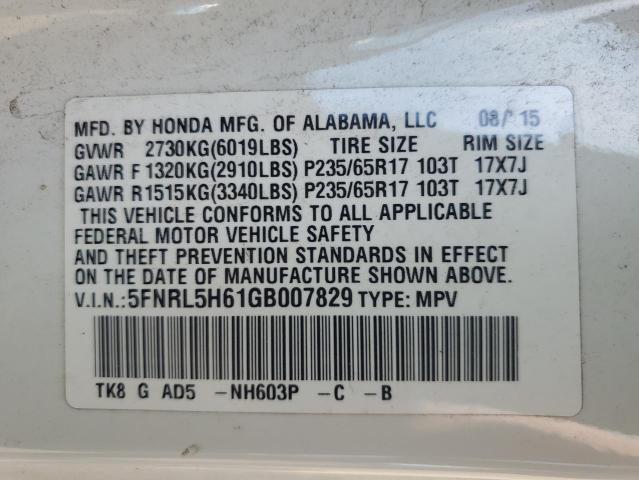 MFD. BY HONDA MFG. OF ALABAMA, LLC 08/15
GVWR 2730KG(6019LBS) TIRE SIZE RIM SIZE
GAWR F 1320KG(2910LBS) P235/65R17 103T 17X7J
GAWR R1515KG(3340LBS) P235/65R17 103T 17X7J
THIS VEHICLE CONFORMS TO ALL APPLICABLE
FEDERAL MOTOR VEHICLE SAFETY
AND THEFT PREVENTION STANDARDS IN EFFECT
ON THE DATE OF MANUFACTURE SHOWN ABOVE.
V.I.N.:5FNRL5H61GB007829 TYPE: MPV
TK8 G AD5 -NH603P -C -B